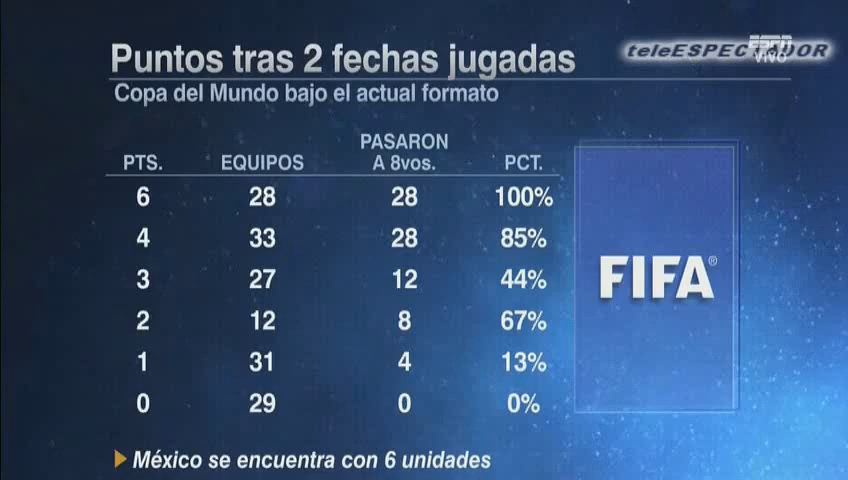 Puntos tras 2 fechas jugadas
ESPN
VIVO
teleESPECTADOR
Copa del Mundo bajo el actual formato
PTS. EQUIPOS PASARON A 8vos. PCT.
6 28 28 100%
4 33 28 85%
3 27 12 44%
2 12 8 67%
1 31 4 13%
0 29 0 0%
FIFA®
México se encuentra con 6 unidades